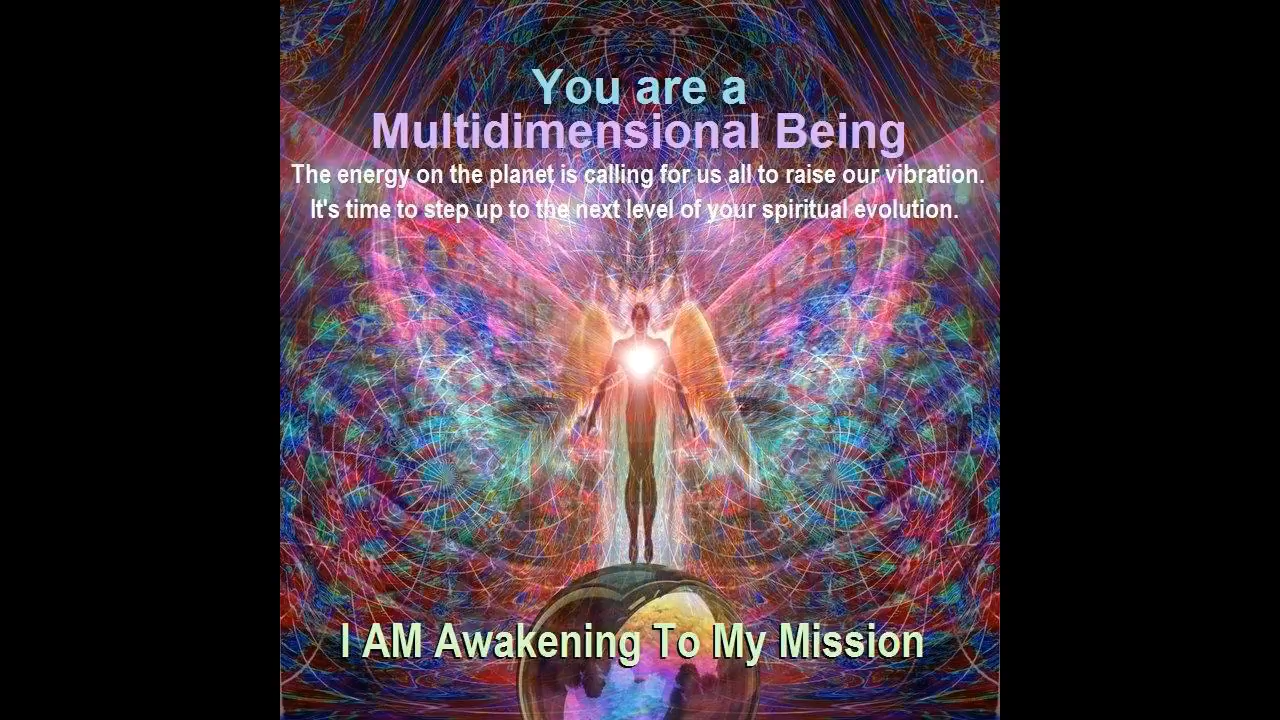 You are a
Multidimensional Being
The energy on the planet is calling for us all to raise our vibration.
It's time to step up to the next level of your spiritual evolution.
I AM Awakening To My Mission